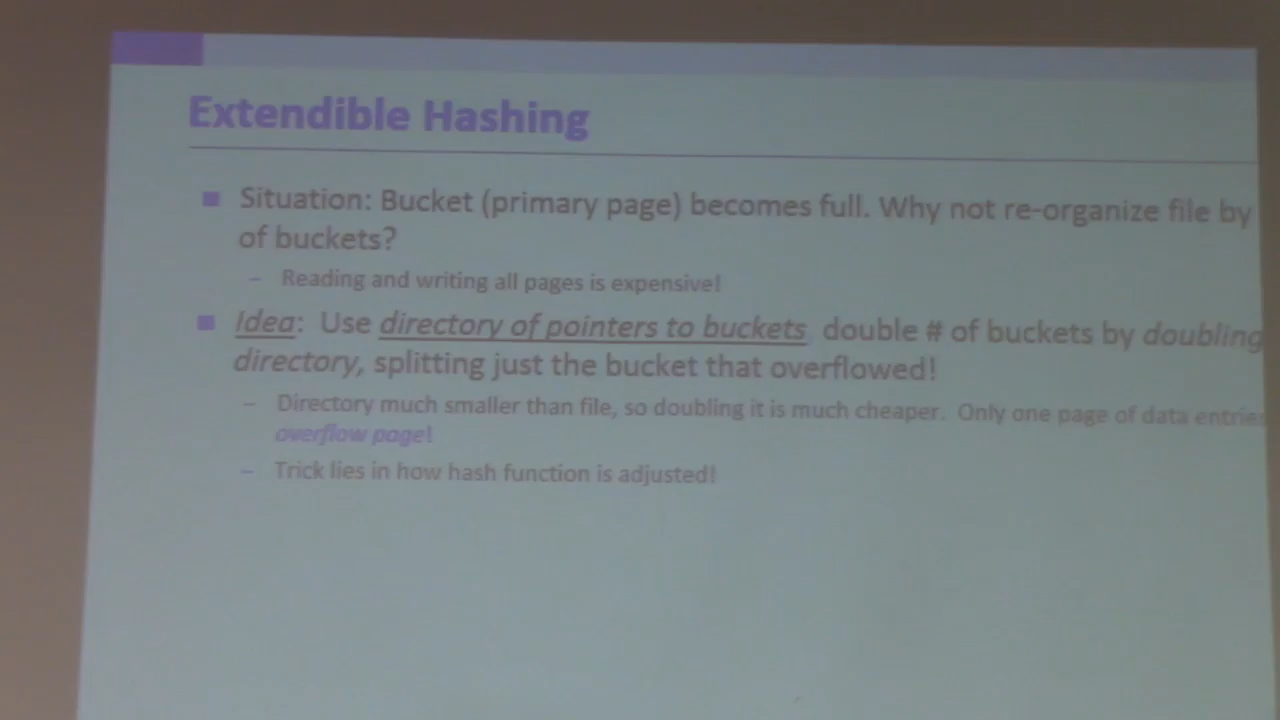 Extendible Hashing
Situation: Bucket (primary page) becomes full. Why not re-organize file by
of buckets?
– Reading and writing all pages is expensive!
Idea: Use directory of pointers to buckets, double # of buckets by doubling
directory, splitting just the bucket that overflowed!
– Directory much smaller than file, so doubling it is much cheaper. Only one page of data entries
overflow page!
– Trick lies in how hash function is adjusted!